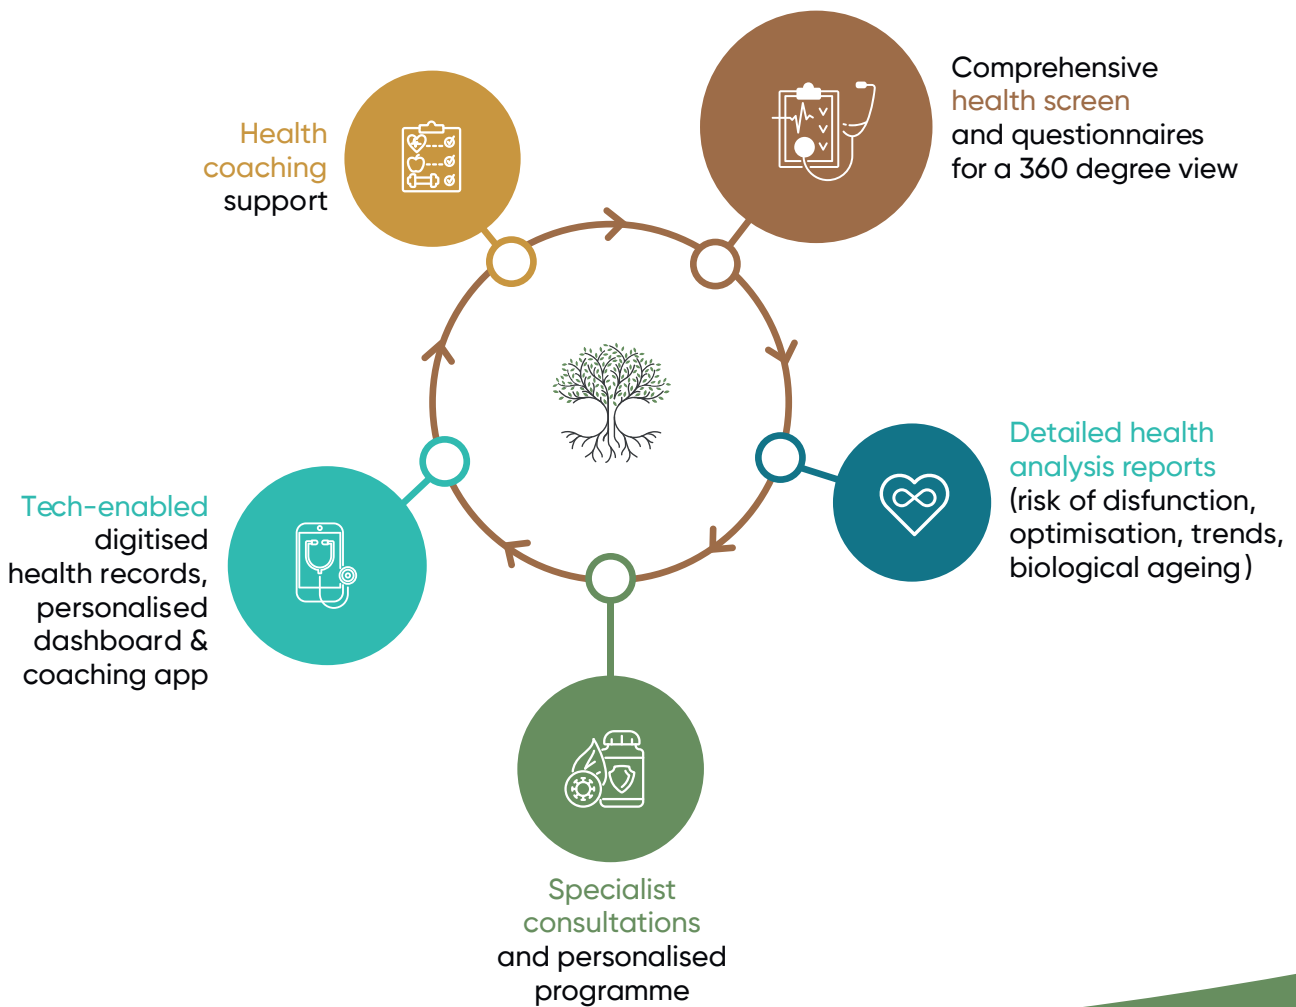 Comprehensive
health screen
and questionnaires
for a 360 degree view
Detailed health
analysis reports
(risk of disfunction,
optimisation, trends,
biological ageing)
Specialist
consultations
and personalised
programme
Tech-enabled
digitised
health records,
personalised
dashboard &
coaching app
Health
coaching
support